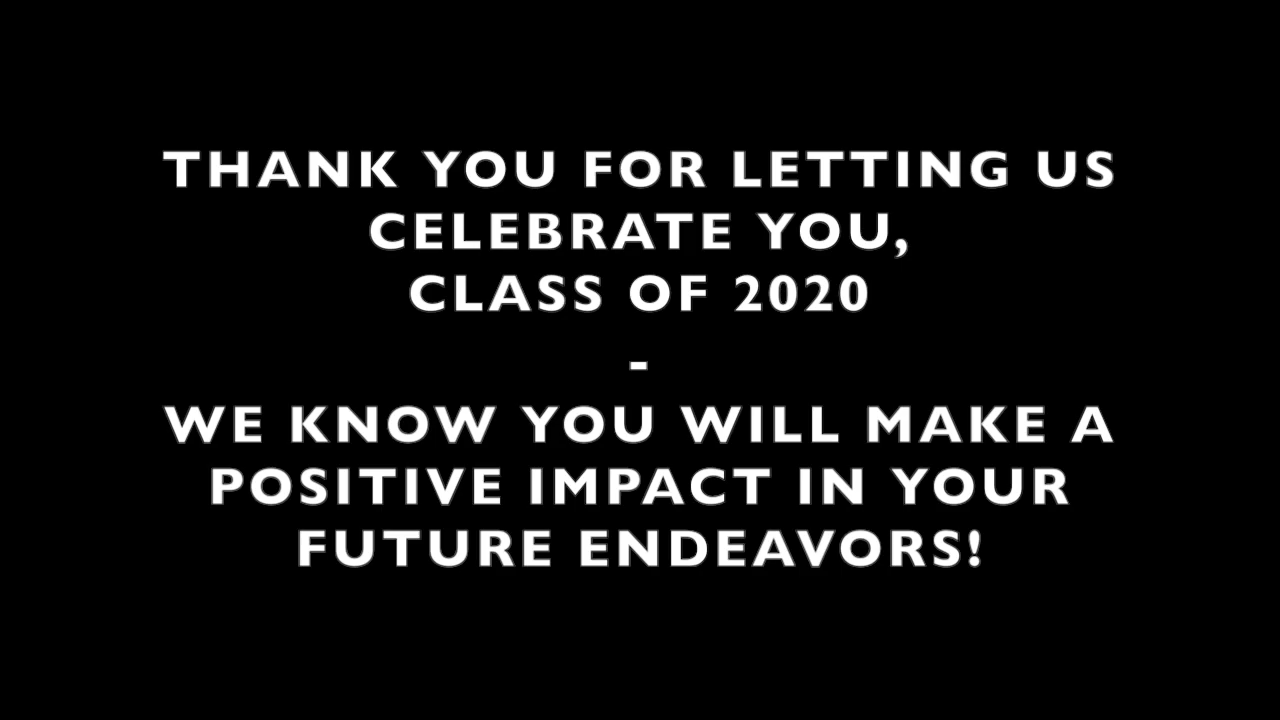 THANK YOU FOR LETTING US
CELEBRATE YOU,
CLASS OF 2020
-
WE KNOW YOU WILL MAKE A
POSITIVE IMPACT IN YOUR
FUTURE ENDEAVORS!